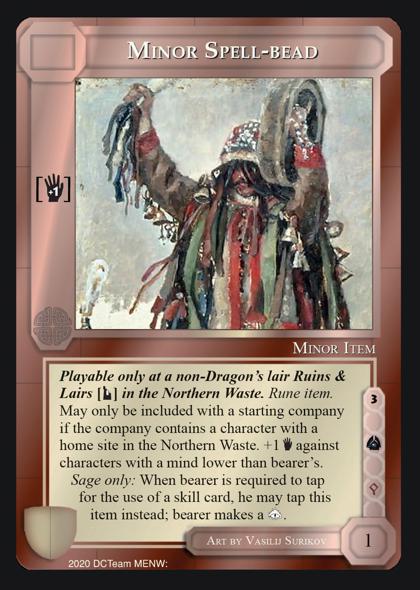 Minor Spell-bead
[+1]
Minor Item
Playable only at a non-Dragon's lair Ruins &
Lairs [] in the Northern Waste. Rune item.
May only be included with a starting company
if the company contains a character with a
home site in the Northern Waste. +1 against
characters with a mind lower than bearer's.
Sage only: When bearer is required to tap
for the use of a skill card, he may tap this
item instead; bearer makes a .
3
Art by Vasilij Surikov
1
2020 DCTeam MENW: